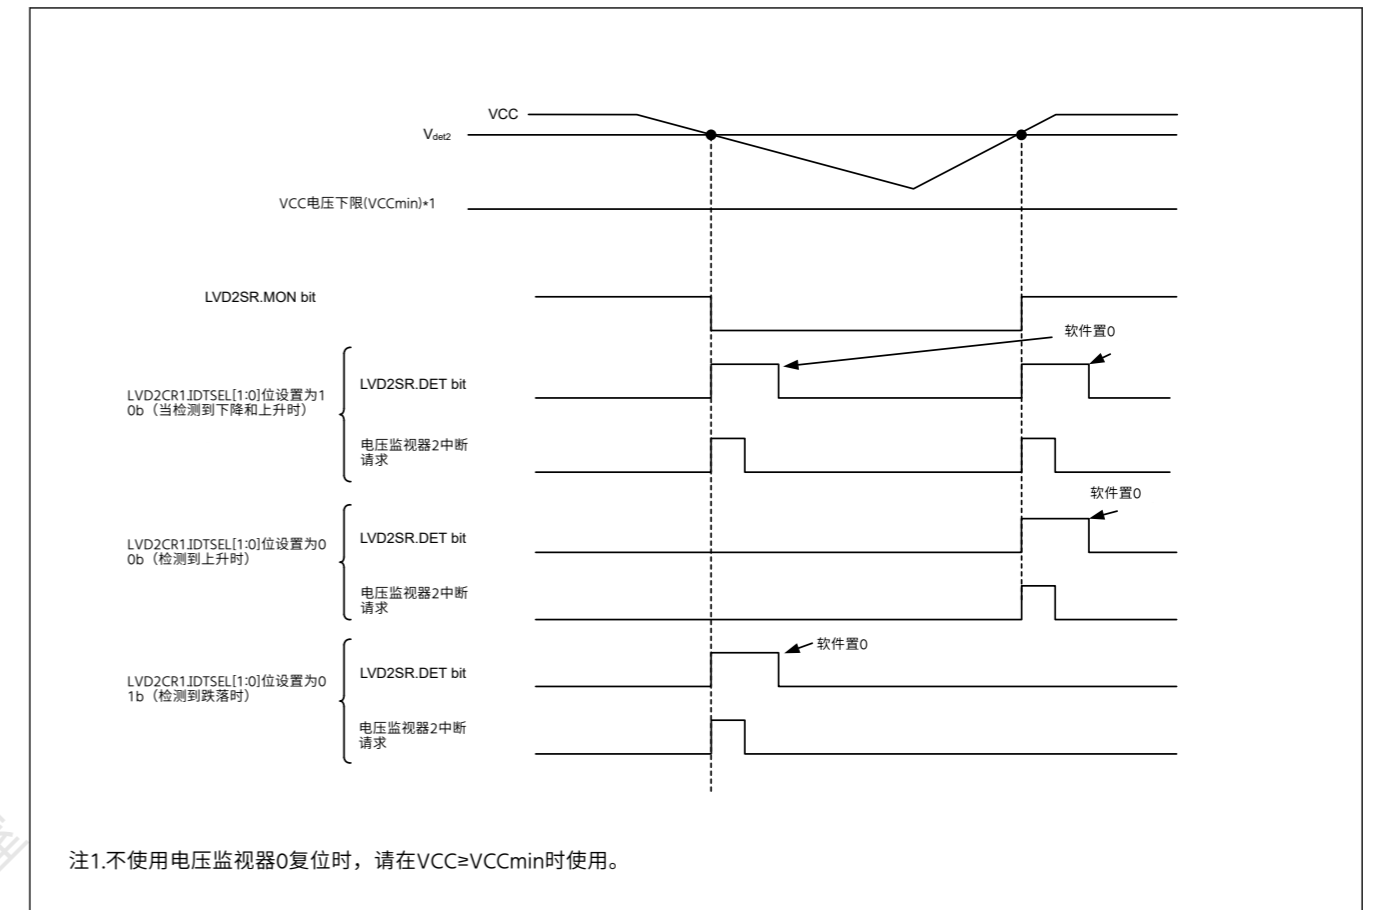 VCC
Vdet2
VCC电压下限(VCCmin)*1
LVD2SR.MON bit
软件置0
LVD2CR1.IDTSEL[1:0]位设置为1
0b（当检测到下降和上升时）
LVD2SR.DET bit
电压监视器2中断
请求
软件置0
LVD2CR1.IDTSEL[1:0]位设置为0
0b（检测到上升时）
LVD2SR.DET bit
电压监视器2中断
请求
软件置0
LVD2CR1.IDTSEL[1:0]位设置为0
1b（检测到跌落时）
LVD2SR.DET bit
电压监视器2中断
请求
注1.不使用电压监视器0复位时，请在VCC≥VCCmin时使用。